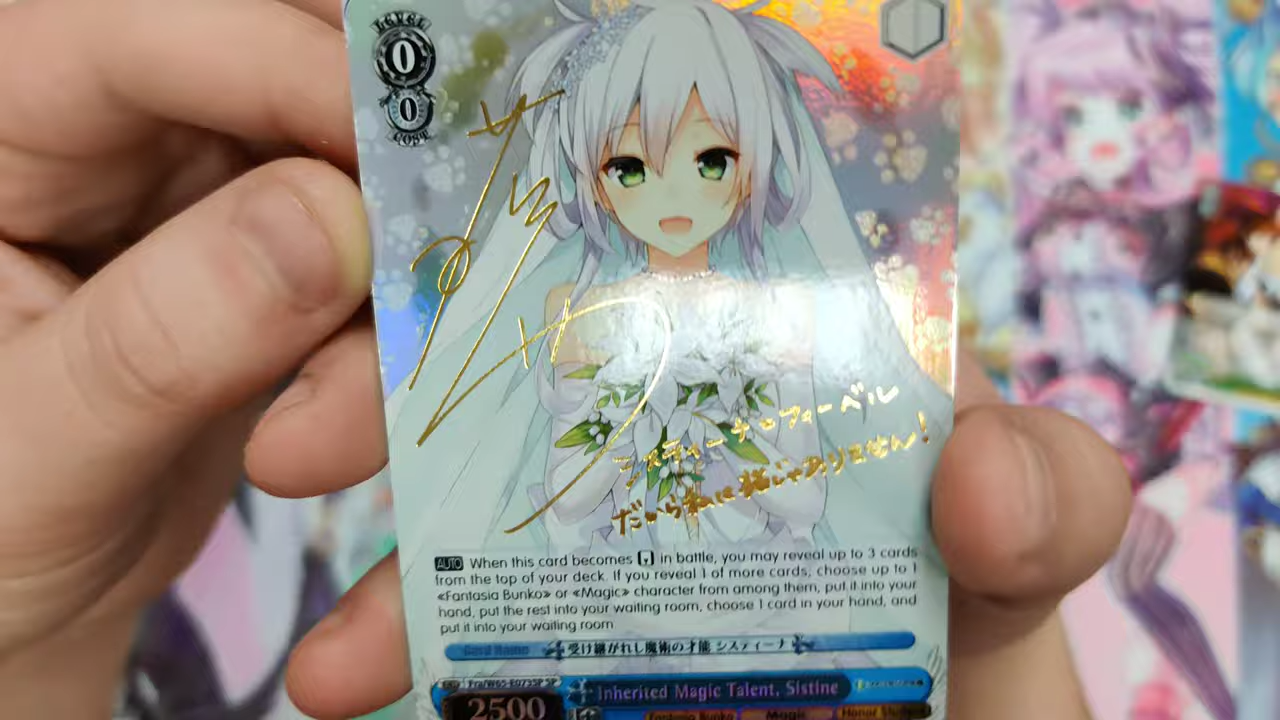 LEVEL
0
0
COST
システィーナ=フィーベル
だから私は猫じゃありません!
AUTO When this card becomes in battle, you may reveal up to 3 cards
from the top of your deck. If you reveal 1 of more cards, choose up to 1
«Fantasia Bunko» or «Magic» character from among them, put it into your
hand, put the rest into your waiting room, choose 1 card in your hand, and
put it into your waiting room
Card Name 受け継がれし魔術の才能 システィーナ
Fra/W65-E073SP SP
Inherited Magic Talent, Sistine
2500
Fantasia Bunko Magic Honor Student